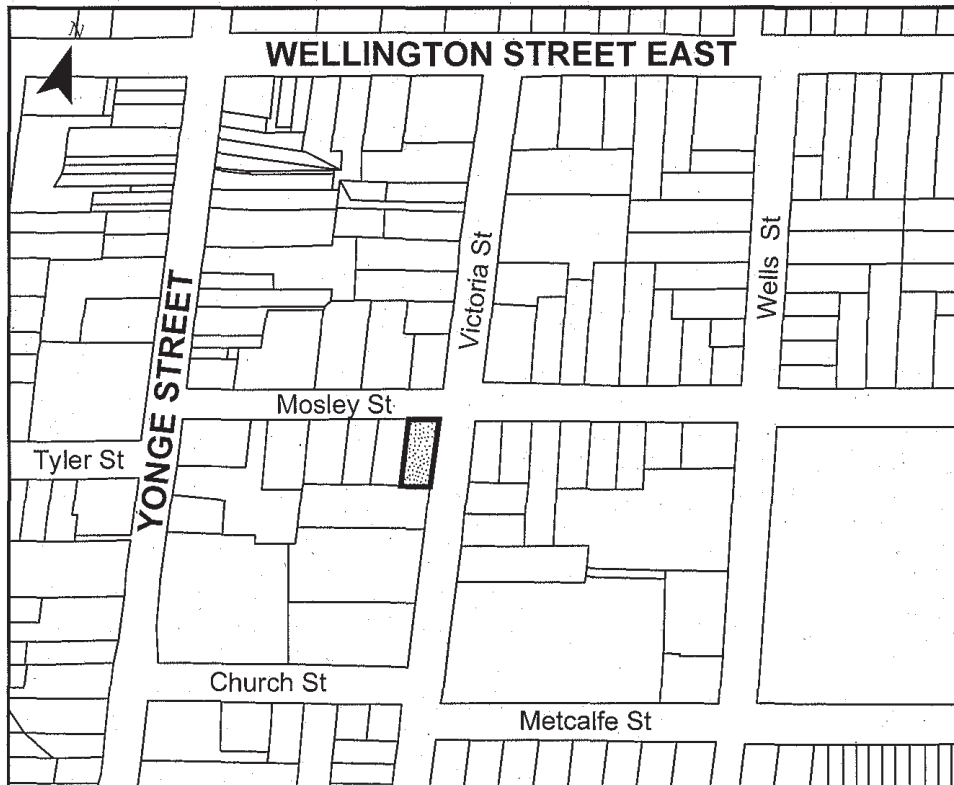 N
WELLINGTON STREET EAST
Victoria St
Wells St
YONGE STREET
Mosley St
Tyler St
Church St
Metcalfe St